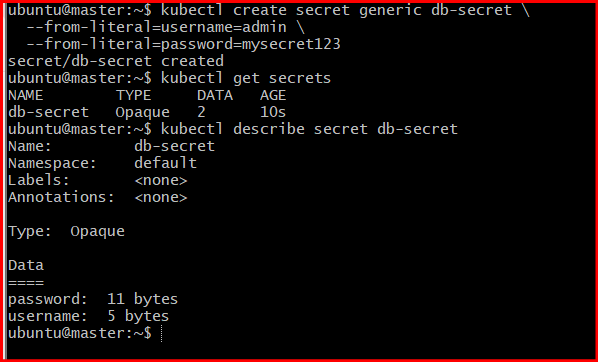 ubuntu@master:~$ kubectl create secret generic db-secret \
  --from-literal=username=admin \
  --from-literal=password=mysecret123
secret/db-secret created
ubuntu@master:~$ kubectl get secrets
NAME        TYPE     DATA   AGE
db-secret   Opaque   2      10s
ubuntu@master:~$ kubectl describe secret db-secret
Name:         db-secret
Namespace:    default
Labels:       <none>
Annotations:  <none>

Type:  Opaque

Data
====
password:  11 bytes
username:  5 bytes
ubuntu@master:~$